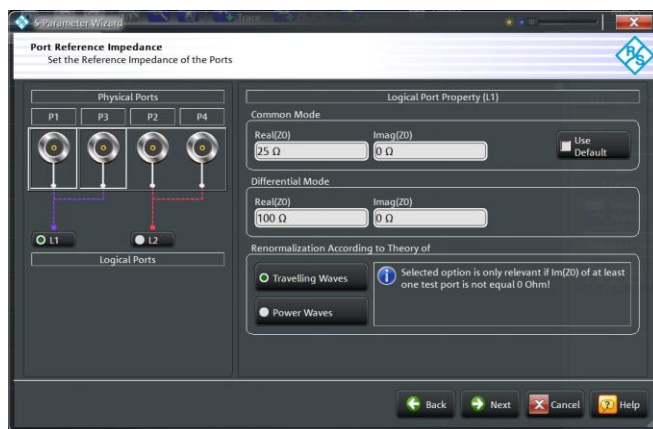 S-Parameter Wizard
Trace
Port Reference Impedance
Set the Reference Impedance of the Ports
R/S
Physical Ports
P1 P3 P2 P4
L1 L2
Logical Ports
Logical Port Property (L1)
Common Mode
Real(Z0) Imag(Z0)
25 Ω 0 Ω
Use
Default
Differential Mode
Real(Z0) Imag(Z0)
100 Ω 0 Ω
Renormalization According to Theory of
Travelling Waves
Power Waves
Selected option is only relevant if Im(Z0) of at least
one test port is not equal 0 Ohm!
Back Next Cancel Help